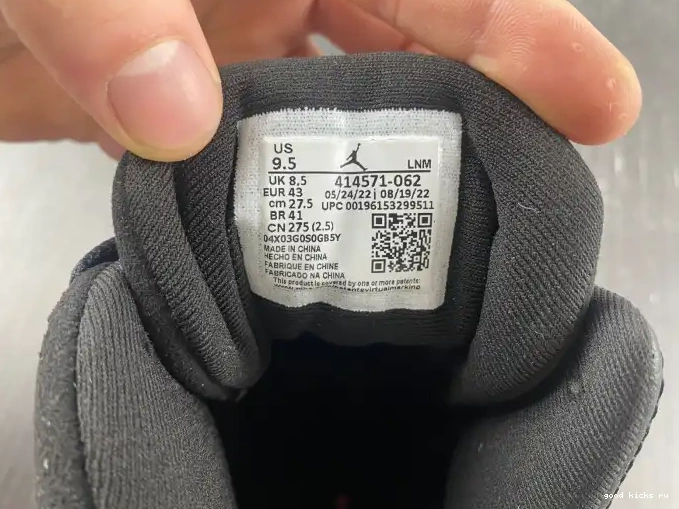 US
9.5 LNM
UK 8,5 414571-062
EUR 43 05/24/22 | 08/19/22
cm 27.5 UPC 00196153299511
BR 41
CN 275 (2.5)
04X03G0S0GB5Y
MADE IN CHINA
HECHO EN CHINA
FABRIQUE EN CHINE
FABRICADO NA CHINA
This product is covered by one or more patents:
good kicks ru